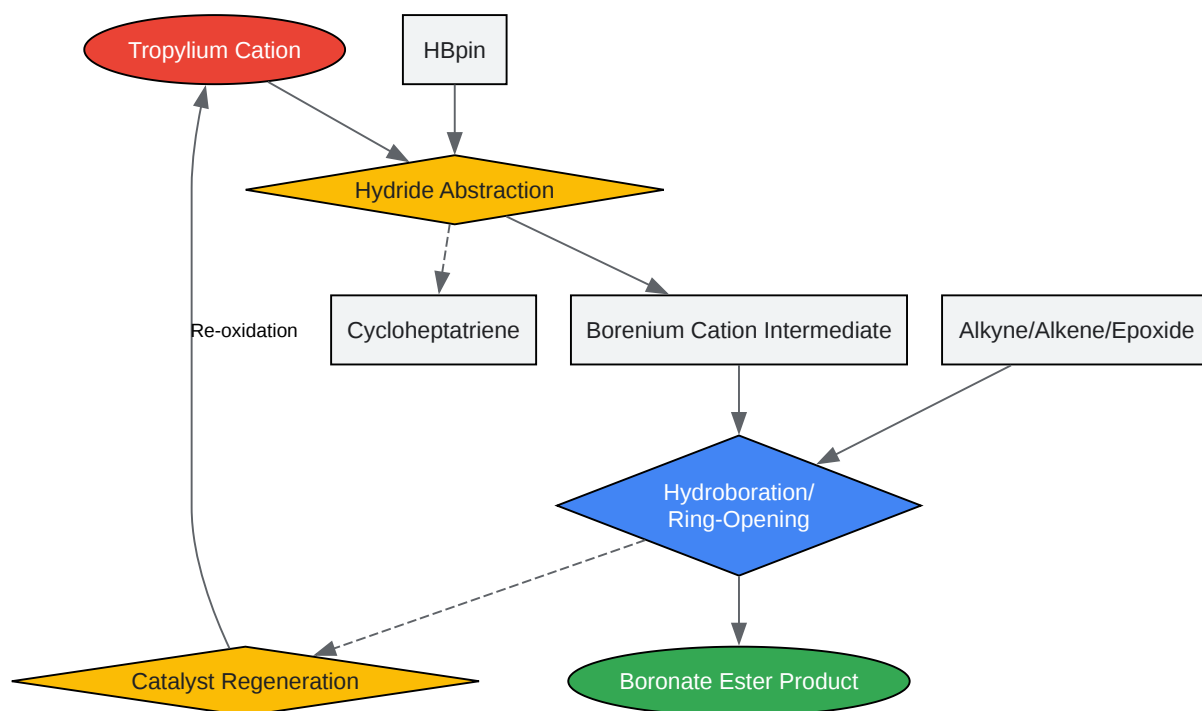 Tropylium Cation
HBpin
Hydride Abstraction
Cycloheptatriene
Borenium Cation Intermediate
Alkyne/Alkene/Epoxide
Re-oxidation
Hydroboration/
Ring-Opening
Catalyst Regeneration
Boronate Ester Product